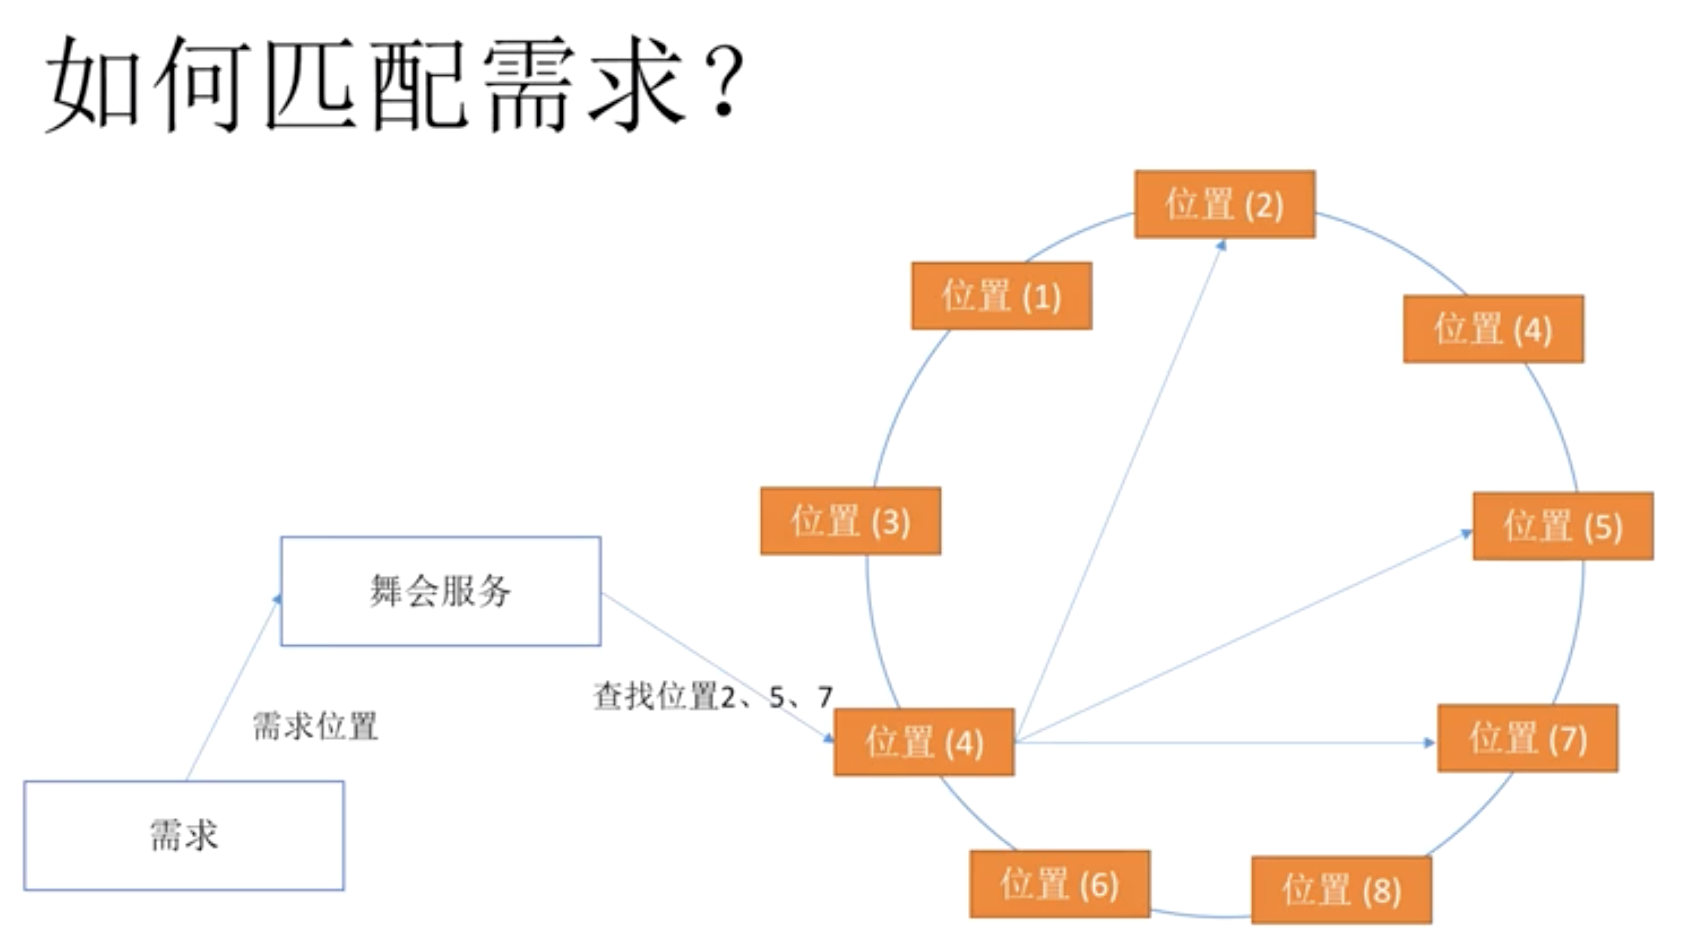 如何匹配需求?
位置 (2)
位置 (1)
位置 (4)
位置 (3)
位置 (5)
舞会服务
查找位置2、5、7
需求位置
位置 (4)
位置 (7)
需求
位置 (6)
位置 (8)